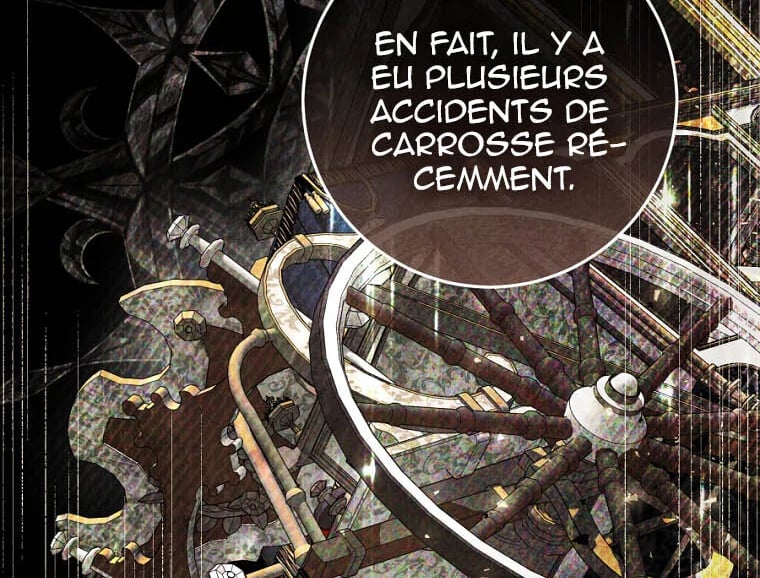 EN FAIT, IL Y A
EU PLUSIEURS
ACCIDENTS DE
CARROSSE RÉ-
CEMMENT.